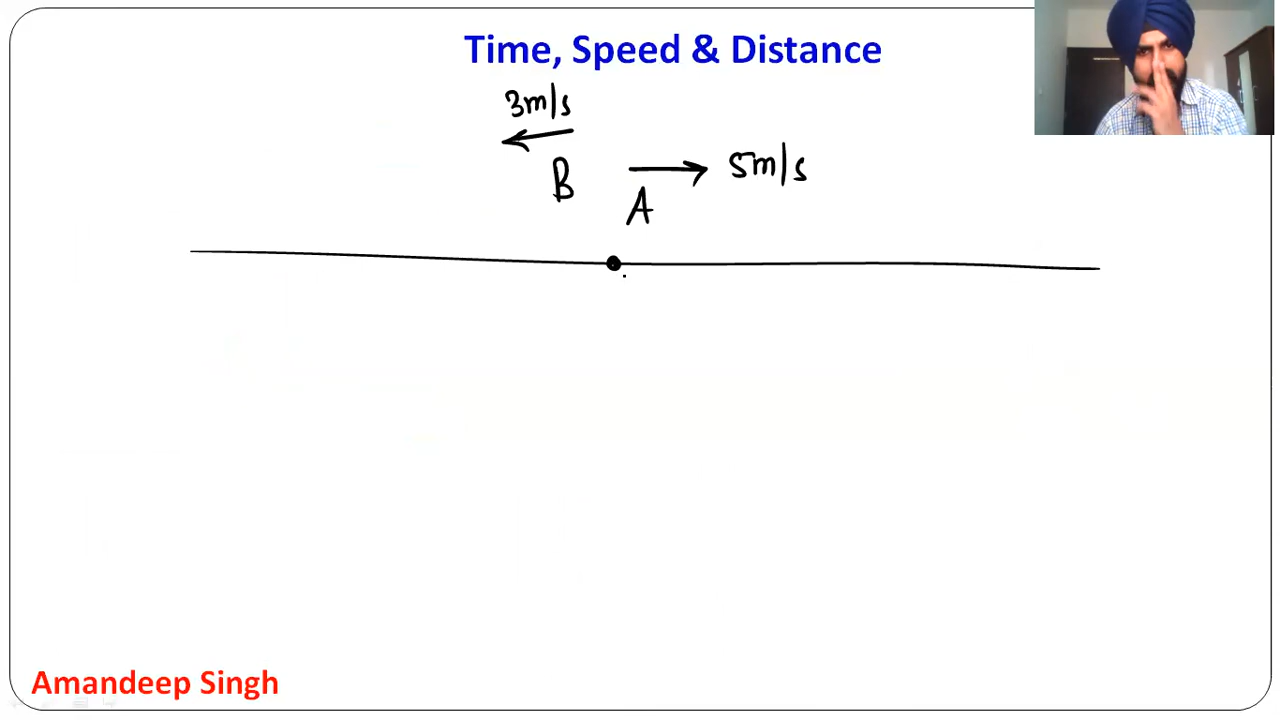 Time, Speed & Distance
3m/s
B
5m/s
A
Amandeep Singh